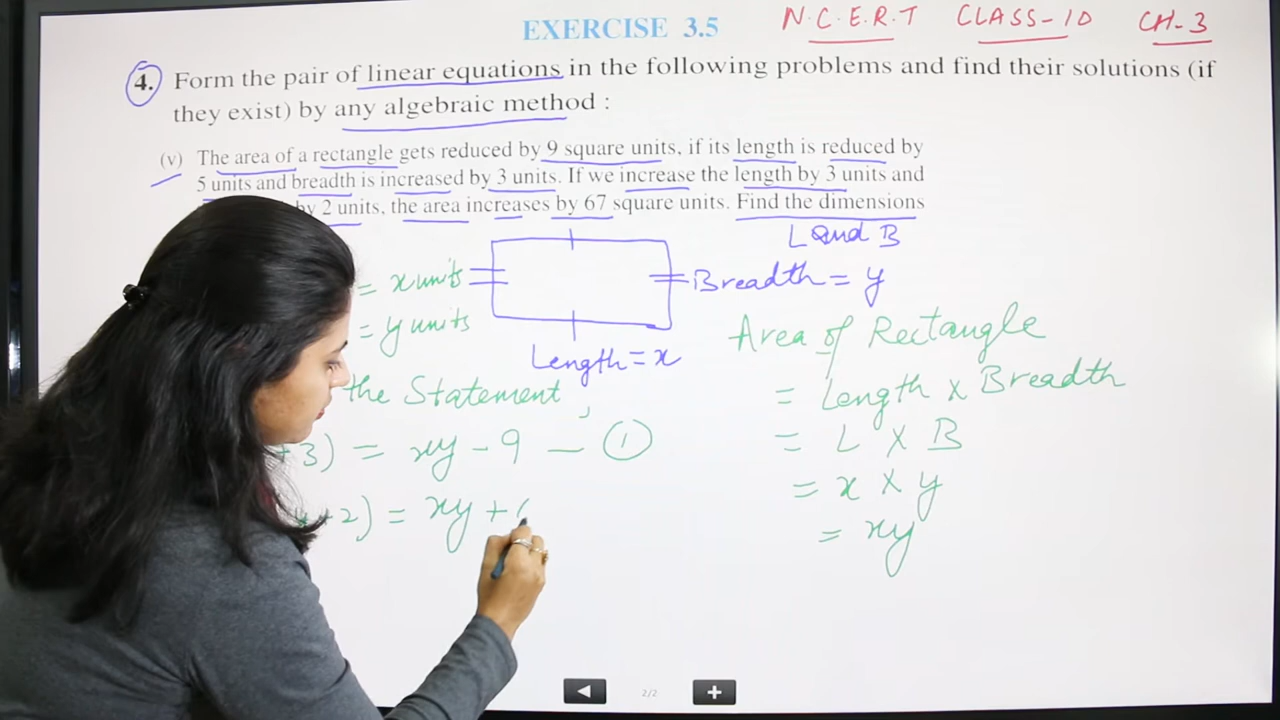 EXERCISE 3.5
N.C.E.R.T CLASS-10 CH-3
4. Form the pair of linear equations in the following problems and find their solutions (if
they exist) by any algebraic method :
(v) The area of a rectangle gets reduced by 9 square units, if its length is reduced by
5 units and breadth is increased by 3 units. If we increase the length by 3 units and
by 2 units, the area increases by 67 square units. Find the dimensions
L and B
= x units
Breadth = y
= y units
Length = x
Area of Rectangle
the Statement,
= Length × Breadth
+3) = xy - 9 — ①
= L × B
+2) = xy +
= x × y
= xy
2/2